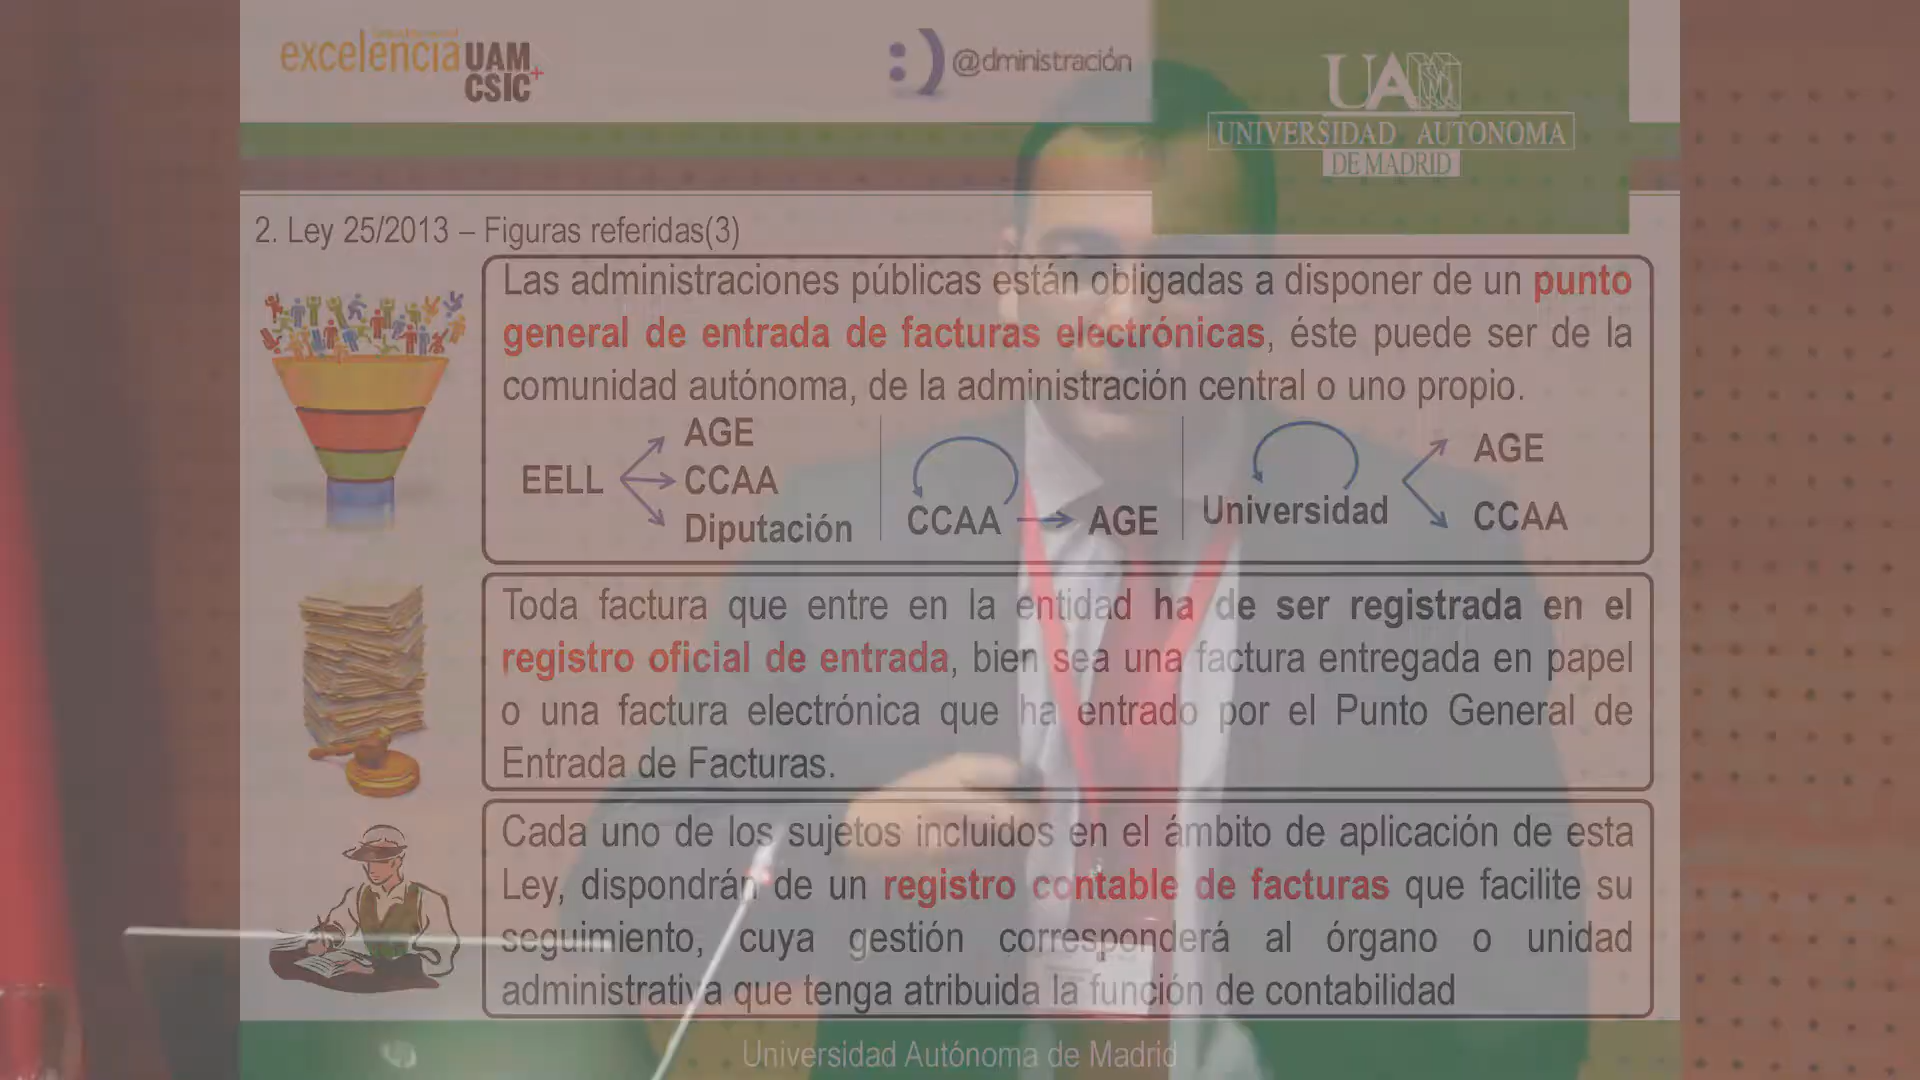 excelencia UAM
CSIC+
:) @dministración
UAM
UNIVERSIDAD AUTONOMA
DE MADRID
2. Ley 25/2013 – Figuras referidas(3)
Las administraciones públicas están obligadas a disponer de un punto
general de entrada de facturas electrónicas, éste puede ser de la
comunidad autónoma, de la administración central o uno propio.
EELL
AGE
CCAA
Diputación
CCAA
AGE
Universidad
AGE
CCAA
Toda factura que entre en la entidad ha de ser registrada en el
registro oficial de entrada, bien sea una factura entregada en papel
o una factura electrónica que ha entrado por el Punto General de
Entrada de Facturas.
Cada uno de los sujetos incluidos en el ámbito de aplicación de esta
Ley, dispondrán de un registro contable de facturas que facilite su
seguimiento, cuya gestión corresponderá al órgano o unidad
administrativa que tenga atribuida la función de contabilidad
Universidad Autónoma de Madrid